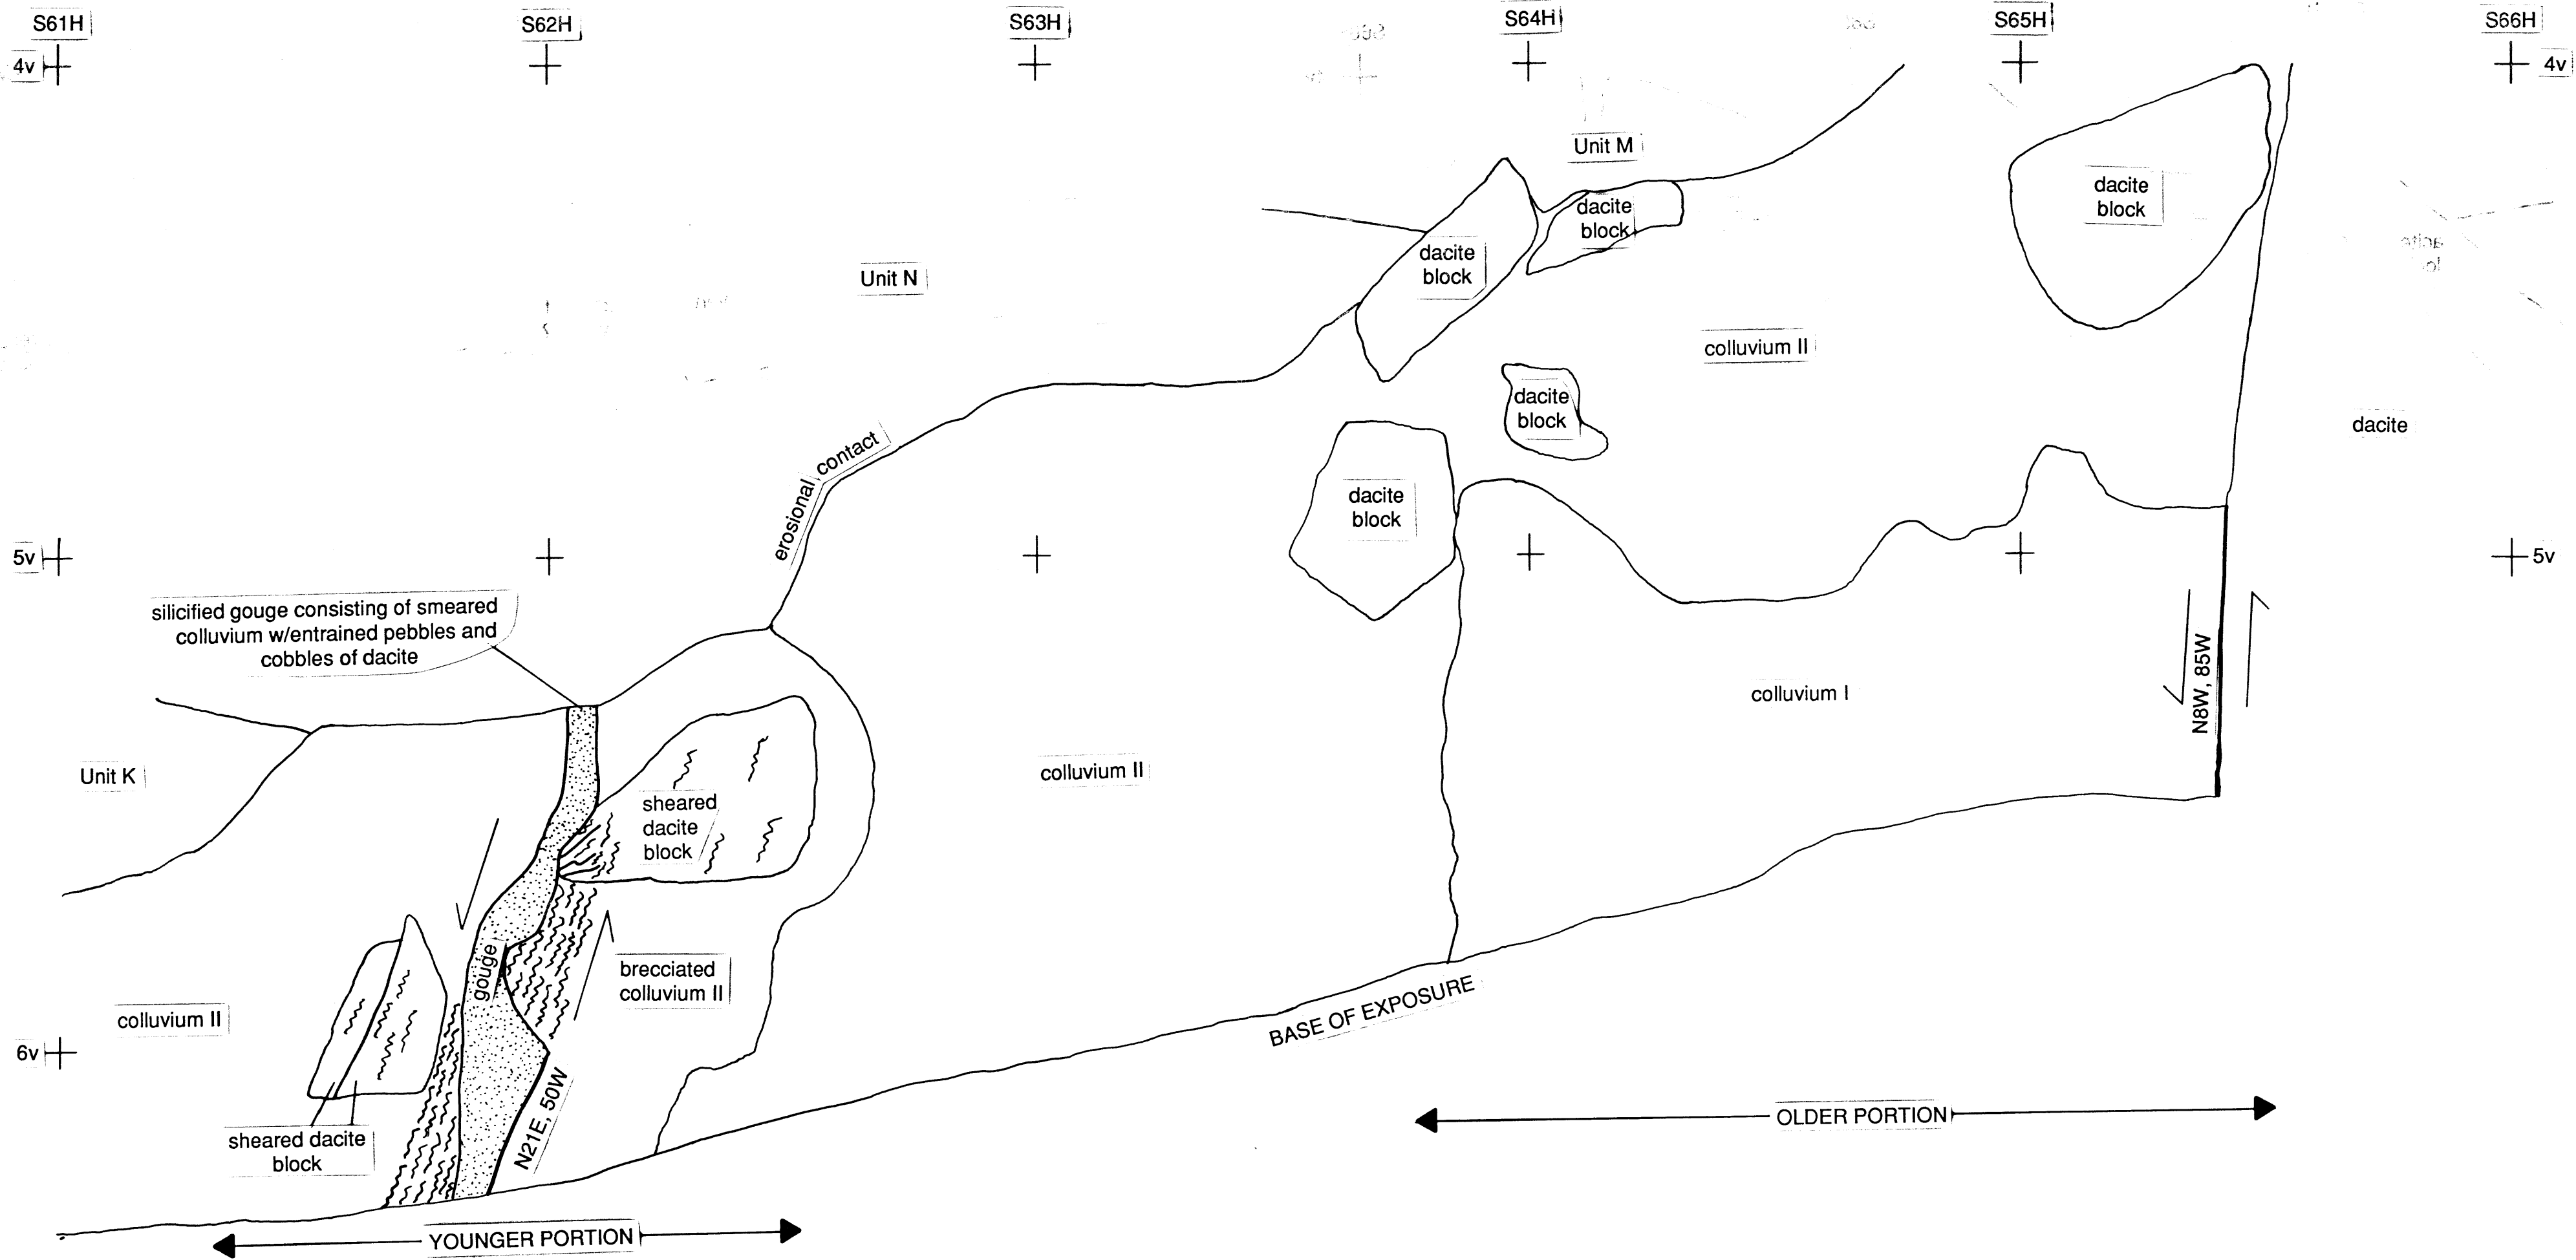 S61H
S62H
S63H
S64H
S65H
S66H
4v
4v
Unit M
dacite
block
dacite
block
dacite
block
Unit N
colluvium II
dacite
block
dacite
erosional contact
dacite
block
5v
5v
silicified gouge consisting of smeared
colluvium w/entrained pebbles and
cobbles of dacite
N8W, 85W
colluvium I
colluvium II
Unit K
sheared
dacite
block
gouge
brecciated
colluvium II
colluvium II
BASE OF EXPOSURE
6v
N21E, 50W
sheared dacite
block
OLDER PORTION
YOUNGER PORTION